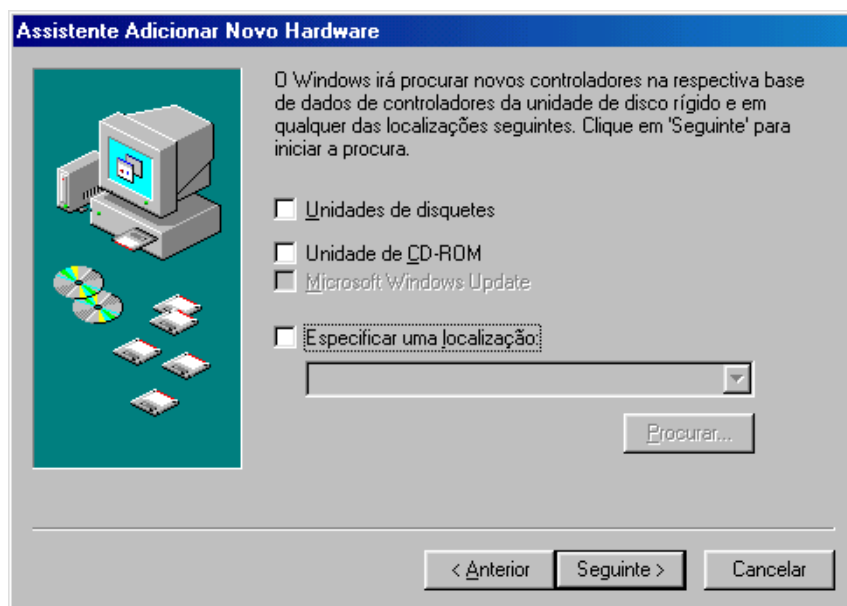 Assistente Adicionar Novo Hardware
O Windows irá procurar novos controladores na respectiva base
de dados de controladores da unidade de disco rígido e em
qualquer das localizações seguintes. Clique em 'Seguinte' para
iniciar a procura.
Unidades de disquetes
Unidade de CD-ROM
Microsoft Windows Update
Especificar uma localização:
Procurar...
< Anterior
Seguinte >
Cancelar